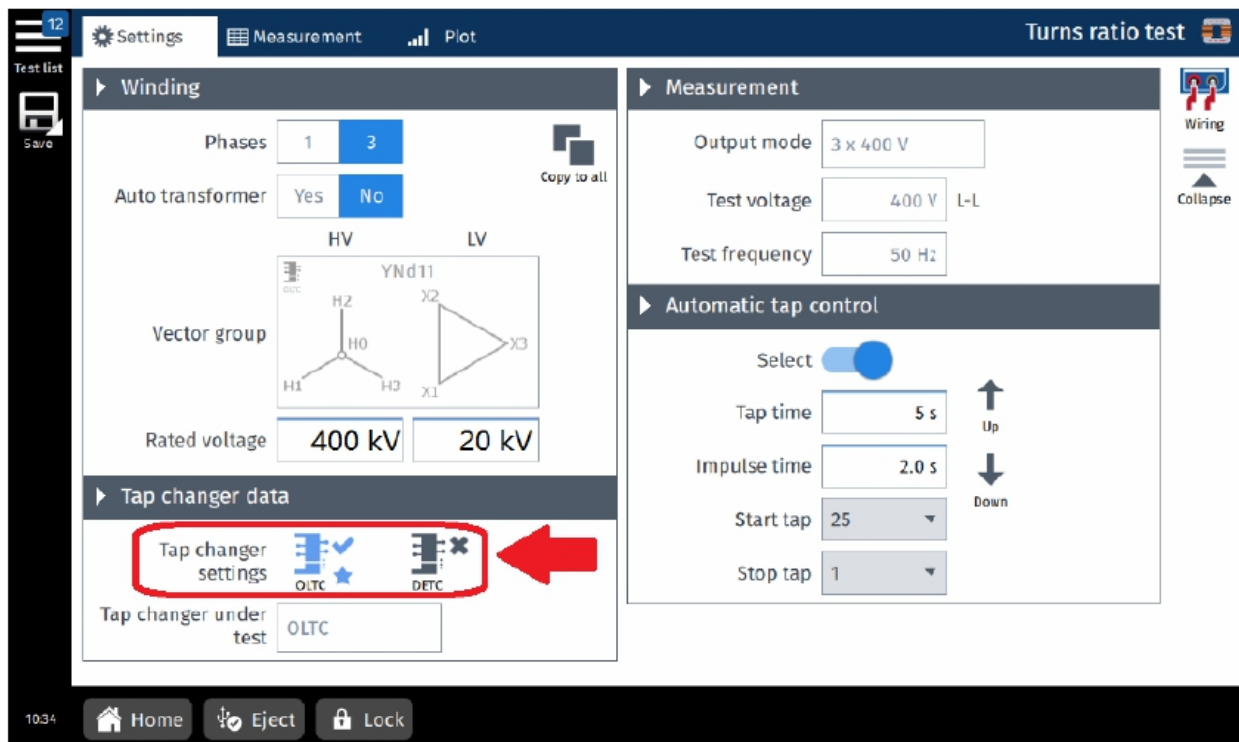 12
Test list
Save
Settings
Measurement
Plot
Turns ratio test
Winding
Phases 1 3
Copy to all
Auto transformer Yes No
HV LV
OLTC
YNd11
H2
X2
Vector group
H0
X3
H1
H3
X1
Rated voltage 400 kV 20 kV
Tap changer data
Tap changer
settings
OLTC
DETC
Tap changer under
test
OLTC
Measurement
Output mode 3 x 400 V
Test voltage 400 V L-L
Test frequency 50 Hz
Automatic tap control
Select
Tap time 5 s
Up
Impulse time 2.0 s
Down
Start tap 25
Stop tap 1
Wiring
Collapse
10:34
Home
Eject
Lock